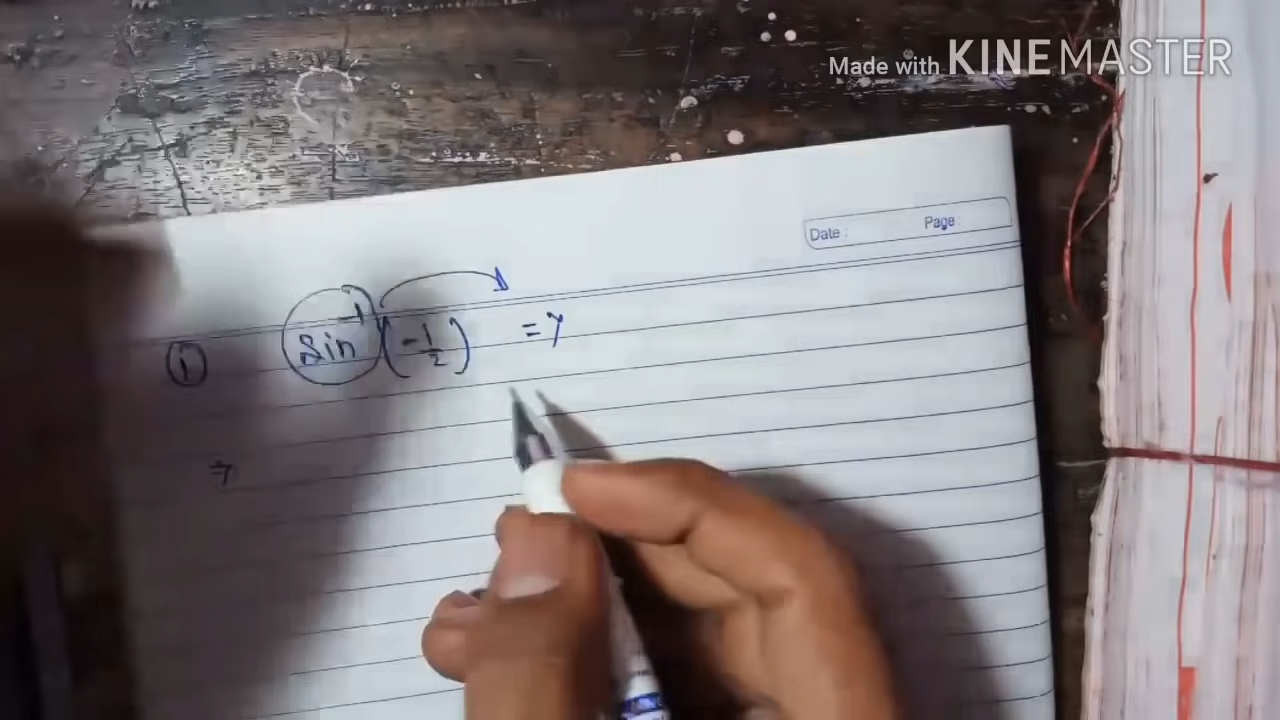 Made with KINEMASTER
Date : Page
① sin⁻¹(-1/2) = y
⇒